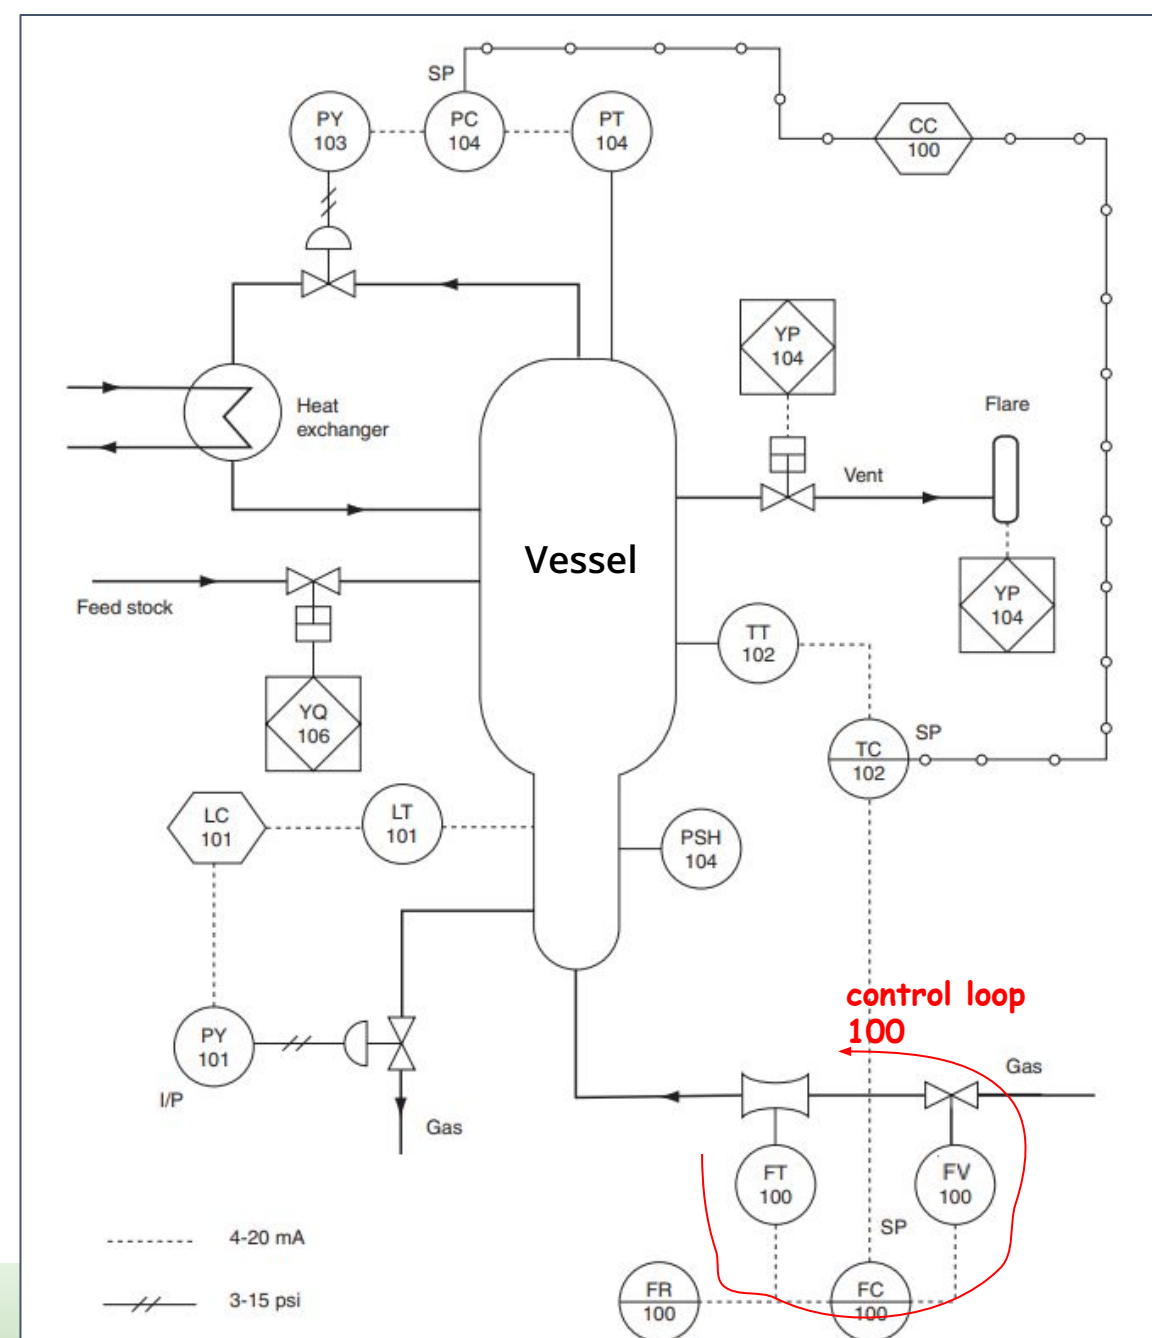 SP
PY
103
PC
104
PT
104
CC
100
YP
104
Flare
Heat
exchanger
Vent
Vessel
YP
104
Feed stock
TT
102
YQ
106
SP
TC
102
LC
101
LT
101
PSH
104
control loop
100
PY
101
I/P
Gas
Gas
FT
100
FV
100
SP
4-20 mA
FR
100
FC
100
3-15 psi